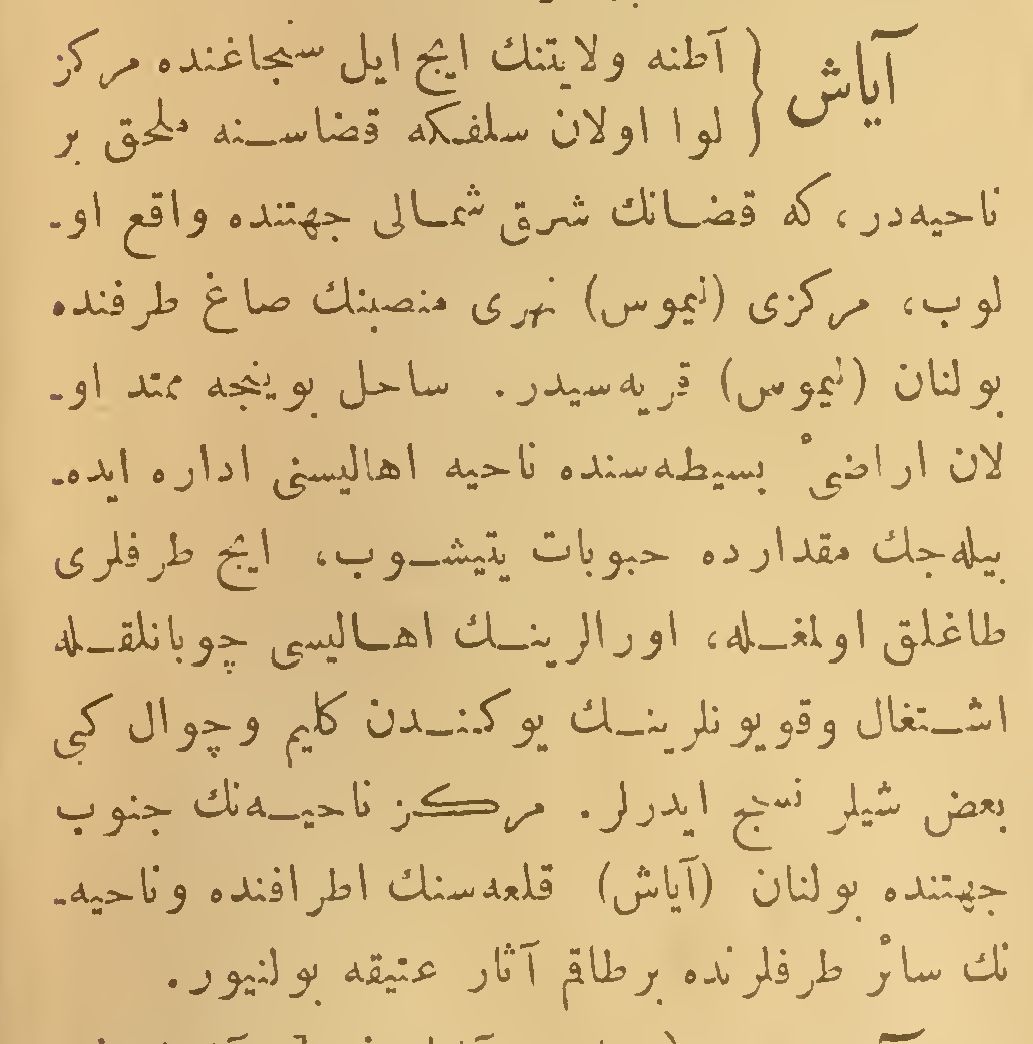 آیاش } آطنه ولایتنك ایچ ایل سنجاغنده مرکز
لوا اولان سلفکه قضاسنه ملحق بر
ناحیه‌در، که قضانك شرق شمالی جهتنده واقع او-
لوب، مرکزی (لیموس) نهری منصبنك صاغ طرفنده
بولنان (لیموس) قریه‌سیدر. ساحل بوینجه ممتد او-
لان اراضیٔ بسیطه‌سنده ناحیه اهالیسنی اداره ایده-
بیله‌جك مقدارده حبوبات یتیشوب، ایچ طرفلری
طاغلق اولمغله، اورالرینك اهالیسی چوبانلقله
اشتغال وقویونلرینك یوکندن کلیم وچوال کبی
بعض شیلر نسج ایدرلر. مرکز ناحیه‌نك جنوب
جهتنده بولنان (آیاش) قلعه‌سنك اطرافنده وناحیه-
نك سائر طرفلرنده برطاقم آثار عتیقه بولنیور.